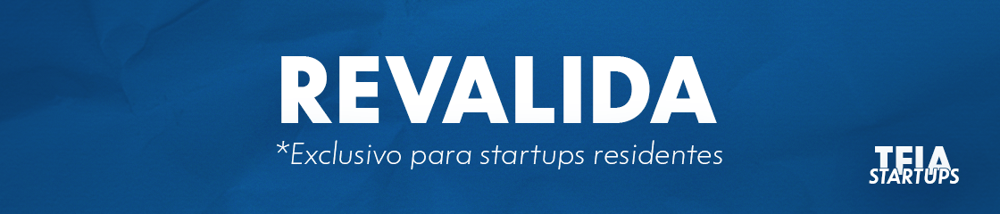 REVALIDA
*Exclusivo para startups residentes
TEIA
STARTUPS